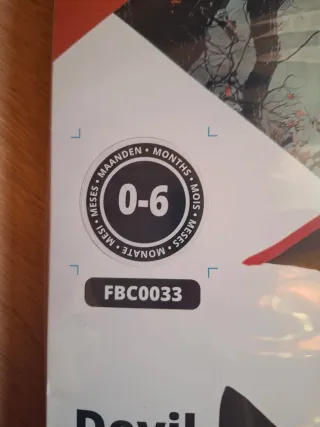 MAANDEN • MONTHS • MOIS • MESES • MONATE • MESI • MESES •
0-6
FBC0033
Devil